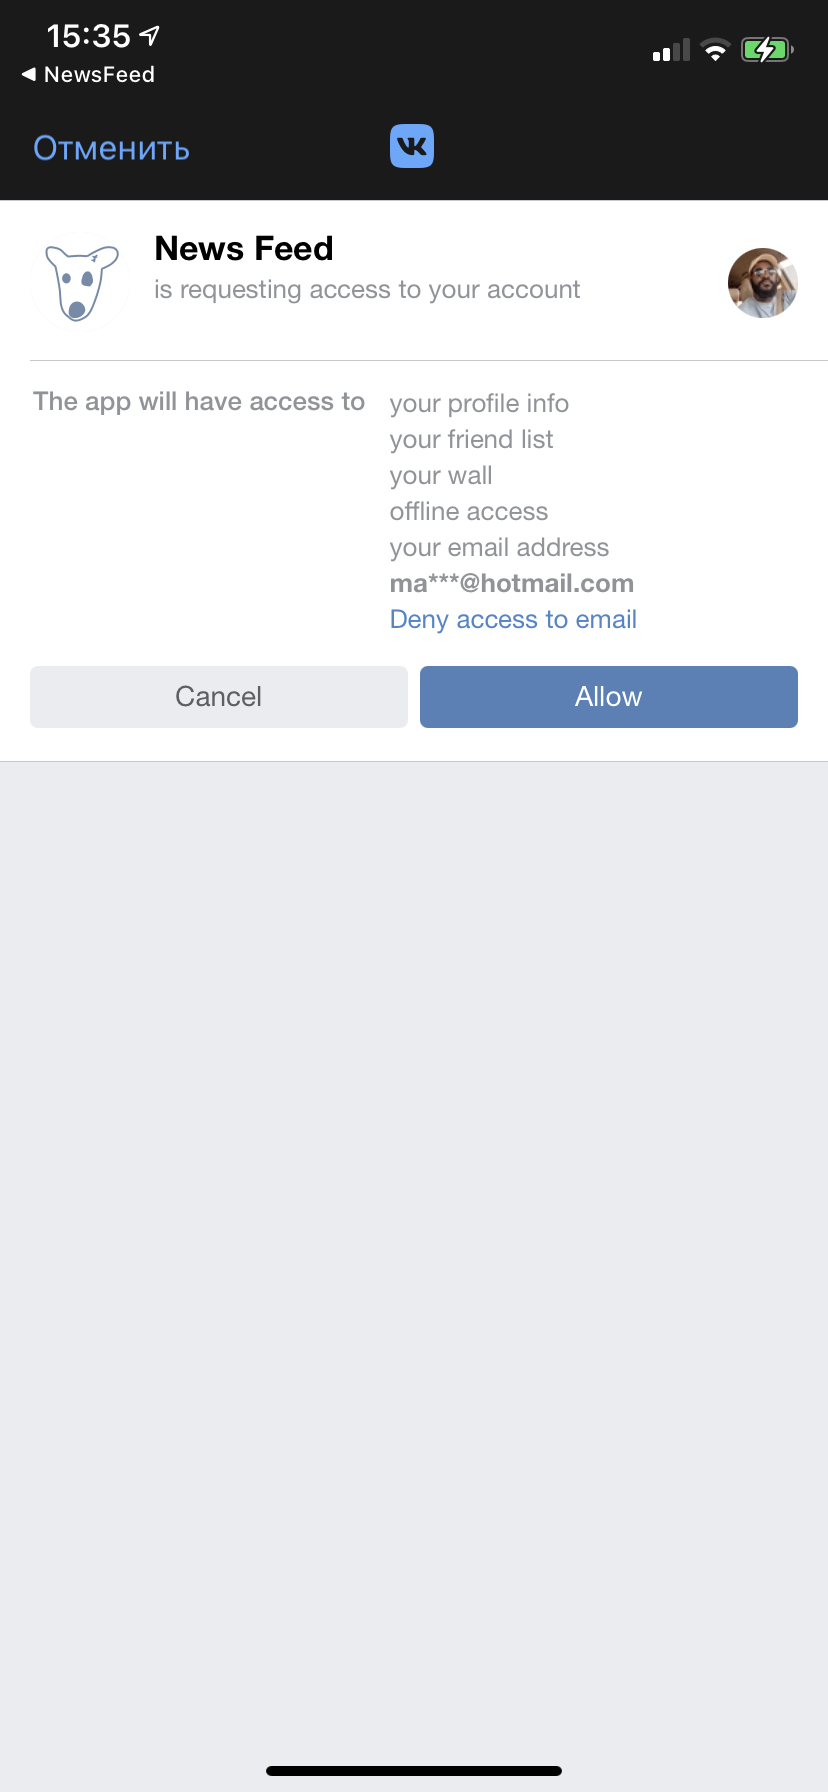 15:35
NewsFeed
Отменить
News Feed
is requesting access to your account
The app will have access to
your profile info
your friend list
your wall
offline access
your email address
ma***@hotmail.com
Deny access to email
Cancel
Allow